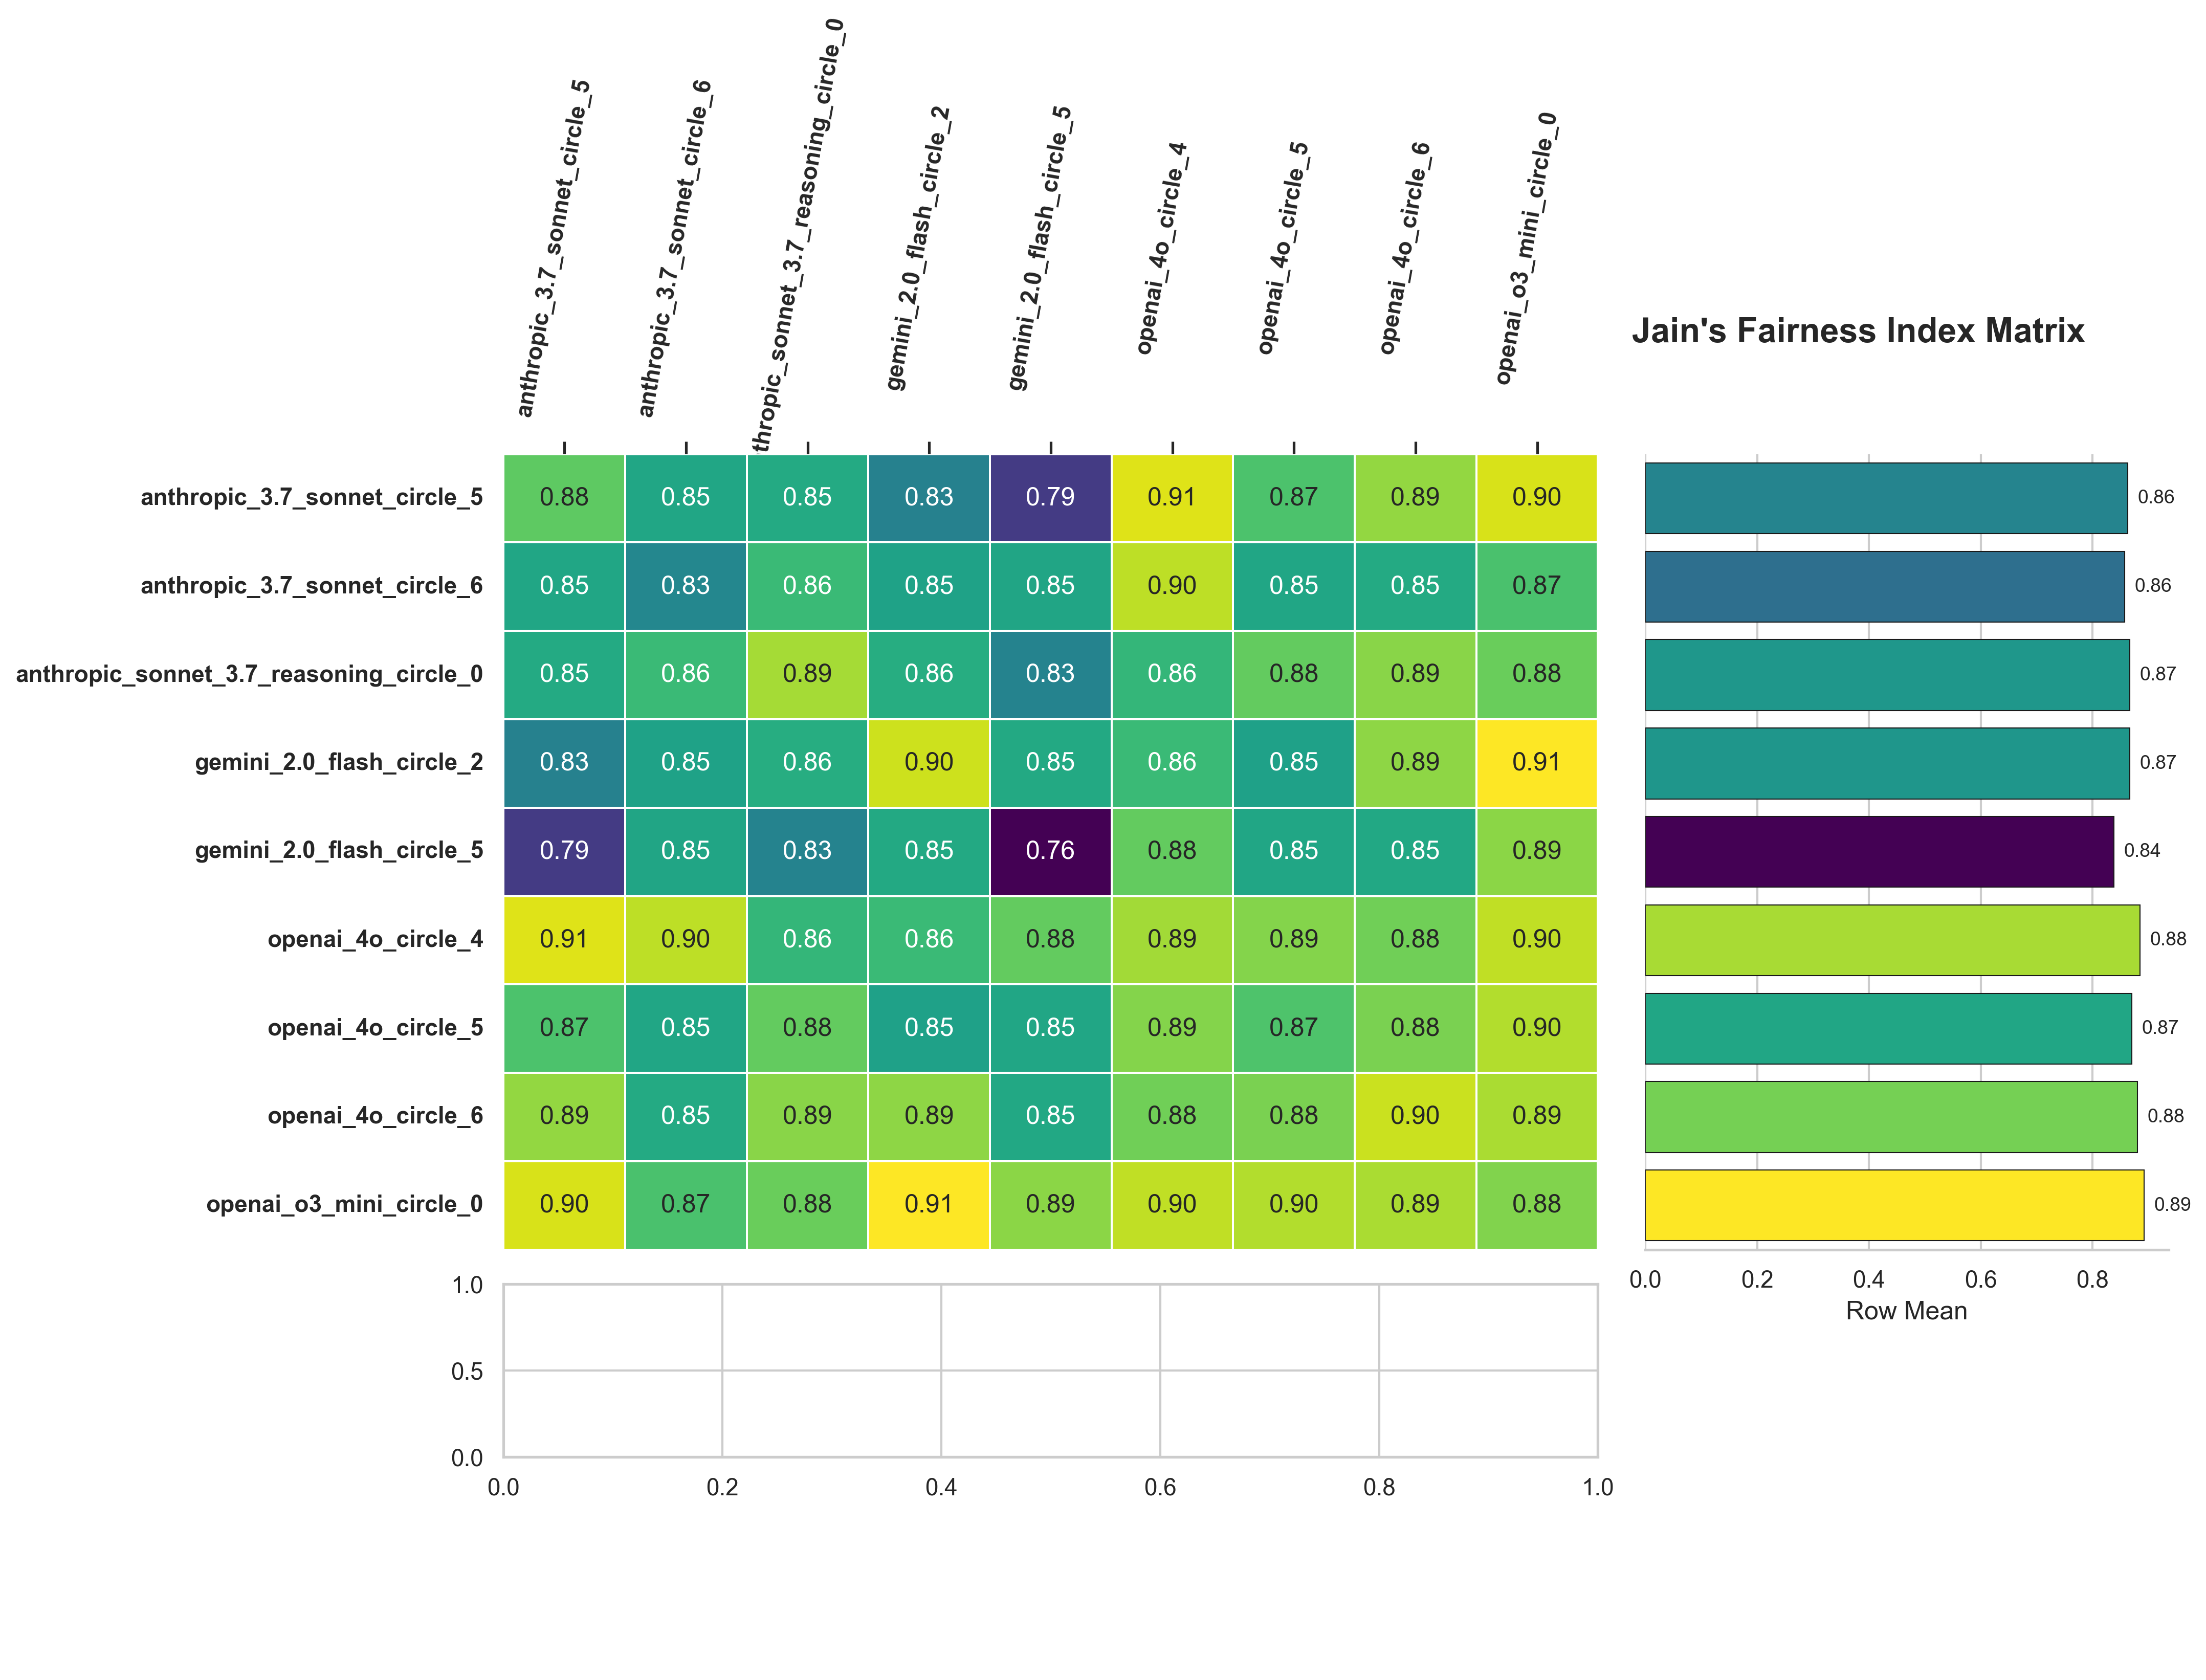 anthropic_3.7_sonnet_circle_5
anthropic_3.7_sonnet_circle_6
thropic_sonnet_3.7_reasoning_circle_0
gemini_2.0_flash_circle_2
gemini_2.0_flash_circle_5
openai_4o_circle_4
openai_4o_circle_5
openai_4o_circle_6
openai_o3_mini_circle_0
Jain's Fairness Index Matrix
anthropic_3.7_sonnet_circle_5 0.88 0.85 0.85 0.83 0.79 0.91 0.87 0.89 0.90 0.86
anthropic_3.7_sonnet_circle_6 0.85 0.83 0.86 0.85 0.85 0.90 0.85 0.85 0.87 0.86
anthropic_sonnet_3.7_reasoning_circle_0 0.85 0.86 0.89 0.86 0.83 0.86 0.88 0.89 0.88 0.87
gemini_2.0_flash_circle_2 0.83 0.85 0.86 0.90 0.85 0.86 0.85 0.89 0.91 0.87
gemini_2.0_flash_circle_5 0.79 0.85 0.83 0.85 0.76 0.88 0.85 0.85 0.89 0.84
openai_4o_circle_4 0.91 0.90 0.86 0.86 0.88 0.89 0.89 0.88 0.90 0.88
openai_4o_circle_5 0.87 0.85 0.88 0.85 0.85 0.89 0.87 0.88 0.90 0.87
openai_4o_circle_6 0.89 0.85 0.89 0.89 0.85 0.88 0.88 0.90 0.89 0.88
openai_o3_mini_circle_0 0.90 0.87 0.88 0.91 0.89 0.90 0.90 0.89 0.88 0.89
0.0 0.2 0.4 0.6 0.8
Row Mean
1.0
0.5
0.0
0.0 0.2 0.4 0.6 0.8 1.0